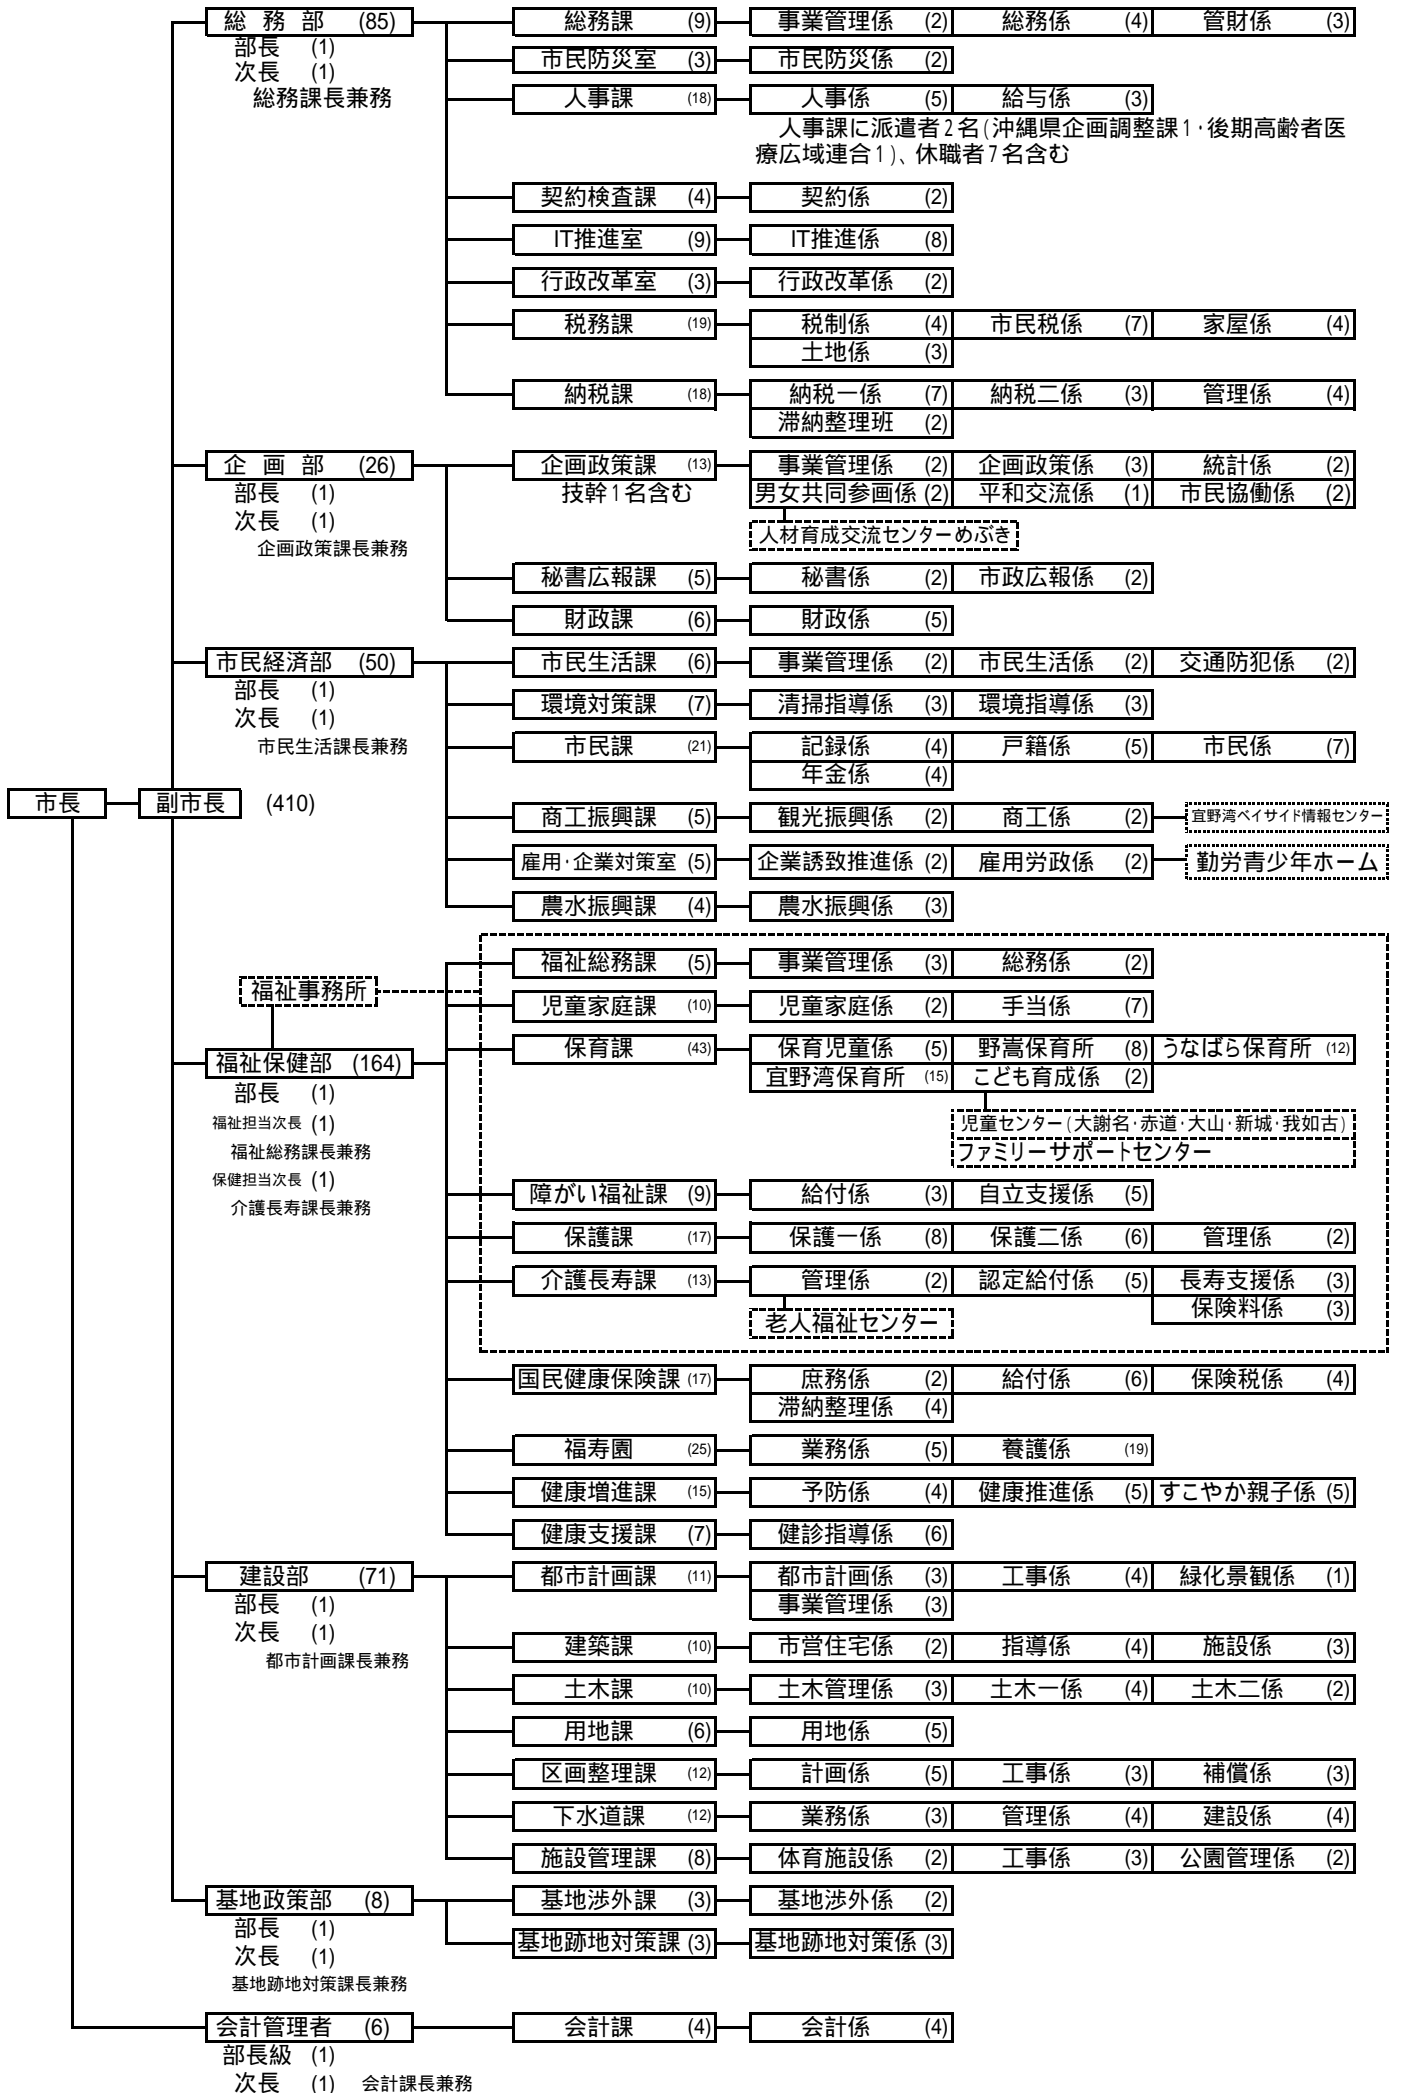 総 務 部 (85) 総務課 (9) 事業管理係 (2) 総務係 (4) 管財係 (3)
部長 (1)
市民防災室 (3) 市民防災係 (2)
次長 (1)
総務課長兼務 人事課 (18) 人事係 (5) 給与係 (3)
人事課に派遣者2名(沖縄県企画調整課1・後期高齢者医
療広域連合1)、休職者7名含む
契約検査課 (4) 契約係 (2)
IT推進室 (9) IT推進係 (8)
行政改革室 (3) 行政改革係 (2)
税務課 (19) 税制係 (4) 市民税係 (7) 家屋係 (4)
土地係 (3)
納税課 (18) 納税一係 (7) 納税二係 (3) 管理係 (4)
滞納整理班 (2)
企 画 部 (26) 企画政策課 (13) 事業管理係 (2) 企画政策係 (3) 統計係 (2)
部長 (1) 技幹1名含む 男女共同参画係 (2) 平和交流係 (1) 市民協働係 (2)
次長 (1)
人材育成交流センターめぶき
企画政策課長兼務
秘書広報課 (5) 秘書係 (2) 市政広報係 (2)
財政課 (6) 財政係 (5)
市民経済部 (50) 市民生活課 (6) 事業管理係 (2) 市民生活係 (2) 交通防犯係 (2)
部長 (1)
環境対策課 (7) 清掃指導係 (3) 環境指導係 (3)
次長 (1)
市民生活課長兼務 市民課 (21) 記録係 (4) 戸籍係 (5) 市民係 (7)
年金係 (4)
市長 副市長 (410)
商工振興課 (5) 観光振興係 (2) 商工係 (2) 宜野湾ベイサイド情報センター
雇用・企業対策室 (5) 企業誘致推進係 (2) 雇用労政係 (2) 勤労青少年ホーム
農水振興課 (4) 農水振興係 (3)
福祉総務課 (5) 事業管理係 (3) 総務係 (2)
福祉事務所
児童家庭課 (10) 児童家庭係 (2) 手当係 (7)
保育課 (43) 保育児童係 (5) 野嵩保育所 (8) うなばら保育所 (12)
福祉保健部 (164)
宜野湾保育所 (15) こども育成係 (2)
部長 (1)
福祉担当次長 (1) 児童センター(大謝名・赤道・大山・新城・我如古)
福祉総務課長兼務 ファミリーサポートセンター
保健担当次長 (1)
障がい福祉課 (9) 給付係 (3) 自立支援係 (5)
介護長寿課長兼務
保護課 (17) 保護一係 (8) 保護二係 (6) 管理係 (2)
介護長寿課 (13) 管理係 (2) 認定給付係 (5) 長寿支援係 (3)
保険料係 (3)
老人福祉センター
国民健康保険課 (17) 庶務係 (2) 給付係 (6) 保険税係 (4)
滞納整理係 (4)
福寿園 (25) 業務係 (5) 養護係 (19)
健康増進課 (15) 予防係 (4) 健康推進係 (5) すこやか親子係 (5)
健康支援課 (7) 健診指導係 (6)
建設部 (71) 都市計画課 (11) 都市計画係 (3) 工事係 (4) 緑化景観係 (1)
部長 (1) 事業管理係 (3)
次長 (1)
建築課 (10) 市営住宅係 (2) 指導係 (4) 施設係 (3)
都市計画課長兼務
土木課 (10) 土木管理係 (3) 土木一係 (4) 土木二係 (2)
用地課 (6) 用地係 (5)
区画整理課 (12) 計画係 (5) 工事係 (3) 補償係 (3)
下水道課 (12) 業務係 (3) 管理係 (4) 建設係 (4)
施設管理課 (8) 体育施設係 (2) 工事係 (3) 公園管理係 (2)
基地政策部 (8) 基地渉外課 (3) 基地渉外係 (2)
部長 (1)
基地跡地対策課 (3) 基地跡地対策係 (3)
次長 (1)
基地跡地対策課長兼務
会計管理者 (6) 会計課 (4) 会計係 (4)
部長級 (1)
次長 (1) 会計課長兼務